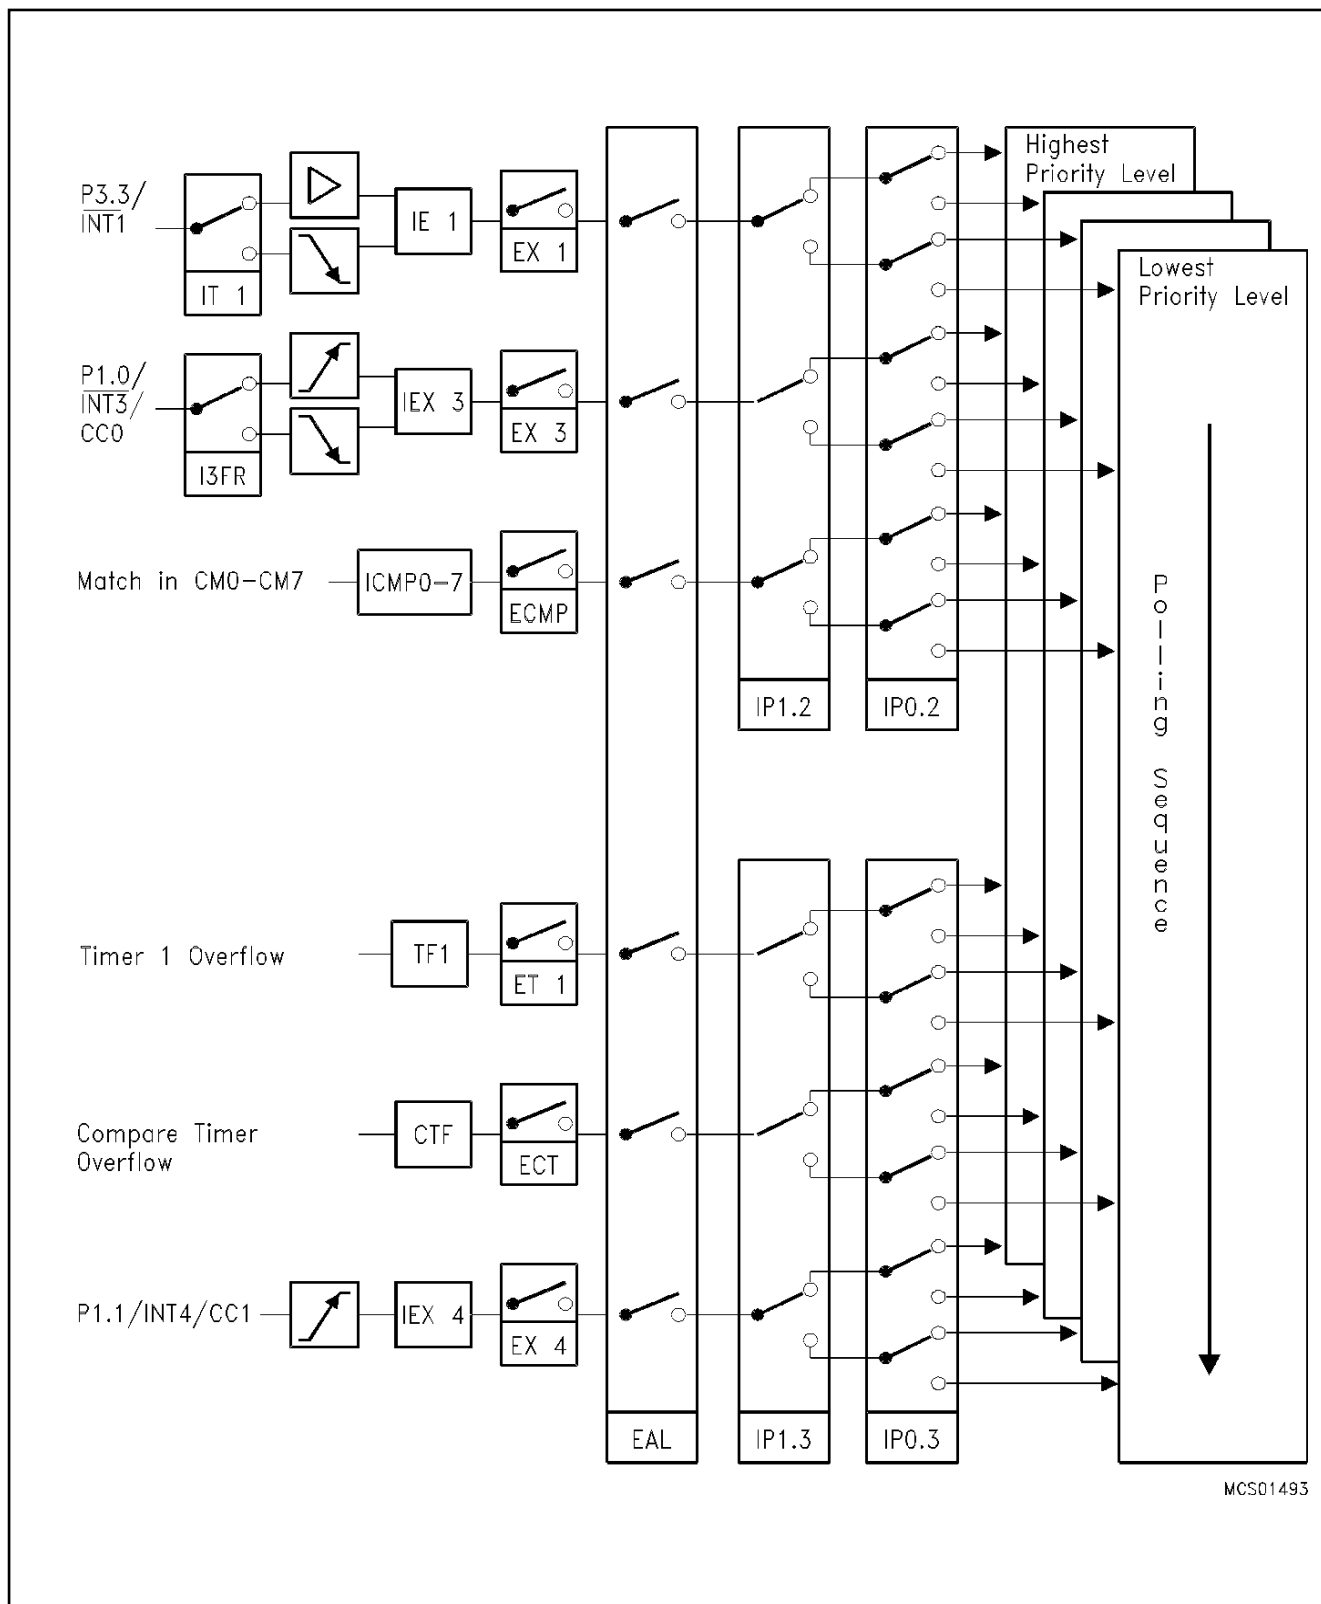 Highest
Priority Level
Lowest
Priority Level
P3.3/
INT1
IT 1
IE 1
EX 1
P1.0/
INT3/
CC0
I3FR
IEX 3
EX 3
Match in CM0-CM7
ICMP0-7
ECMP
IP1.2
IP0.2
Polling Sequence
Timer 1 Overflow
TF1
ET 1
Compare Timer
Overflow
CTF
ECT
P1.1/INT4/CC1
IEX 4
EX 4
EAL
IP1.3
IP0.3
MCS01493